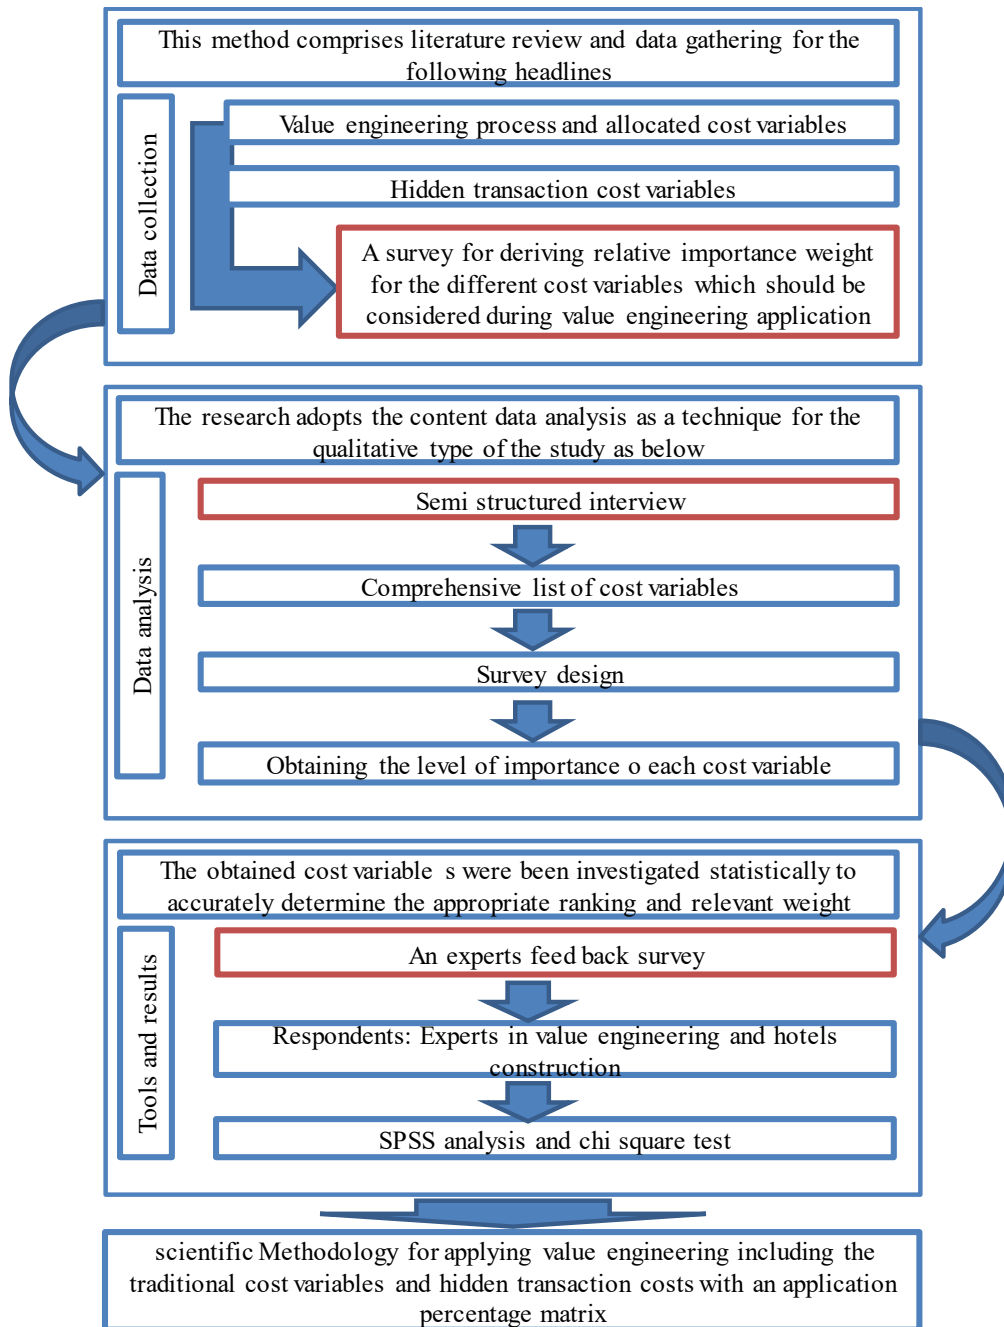 This method comprises literature review and data gathering for the
following headlines
Data collection
Value engineering process and allocated cost variables
Hidden transaction cost variables
A survey for deriving relative importance weight
for the different cost variables which should be
considered during value engineering application
The research adopts the content data analysis as a technique for the
qualitative type of the study as below
Data analysis
Semi structured interview
Comprehensive list of cost variables
Survey design
Obtaining the level of importance o each cost variable
The obtained cost variable s were been investigated statistically to
accurately determine the appropriate ranking and relevant weight
Tools and results
An experts feed back survey
Respondents: Experts in value engineering and hotels
construction
SPSS analysis and chi square test
scientific Methodology for applying value engineering including the
traditional cost variables and hidden transaction costs with an application
percentage matrix